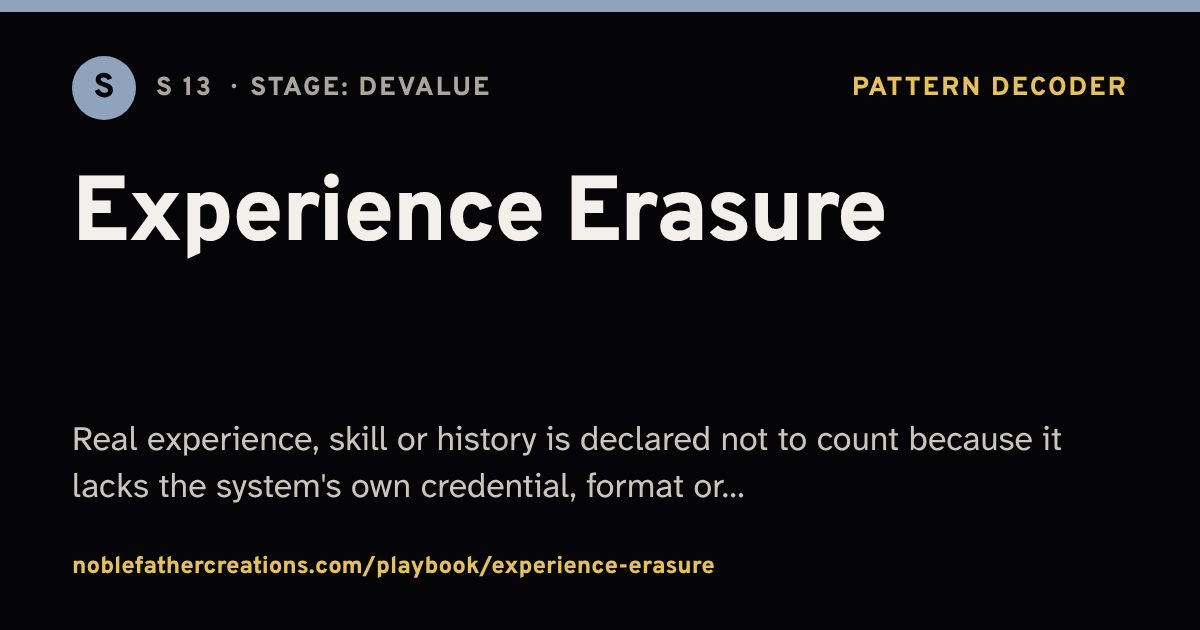 S
S 13 · STAGE: DEVALUE
PATTERN DECODER
Experience Erasure
Real experience, skill or history is declared not to count because it
lacks the system's own credential, format or...
noblefathercreations.com/playbook/experience-erasure